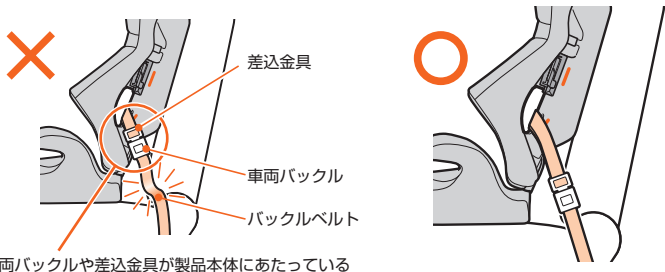 差込金具
車両バックル
バックルベルト
両バックルや差込金具が製品本体にあたっている